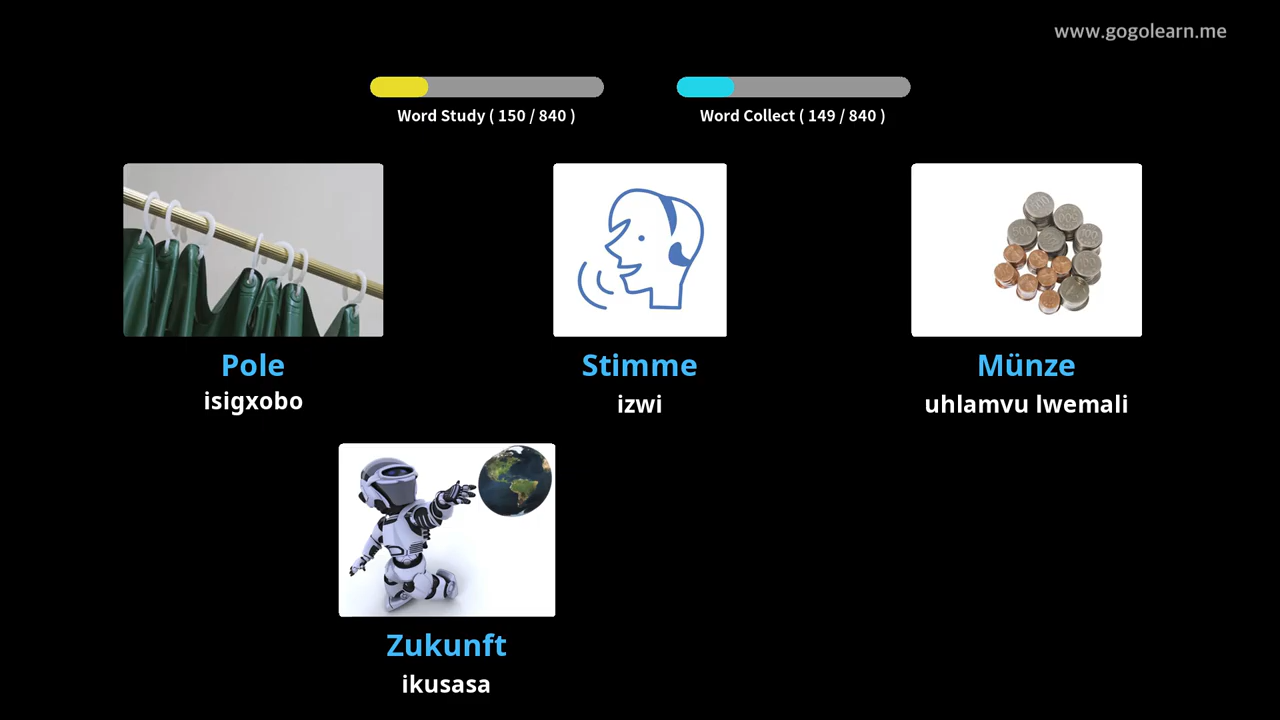 www.gogolearn.me
Word Study ( 150 / 840 )
Word Collect ( 149 / 840 )
Pole
isigxobo
Stimme
izwi
Münze
uhlamvu lwemali
Zukunft
ikusasa